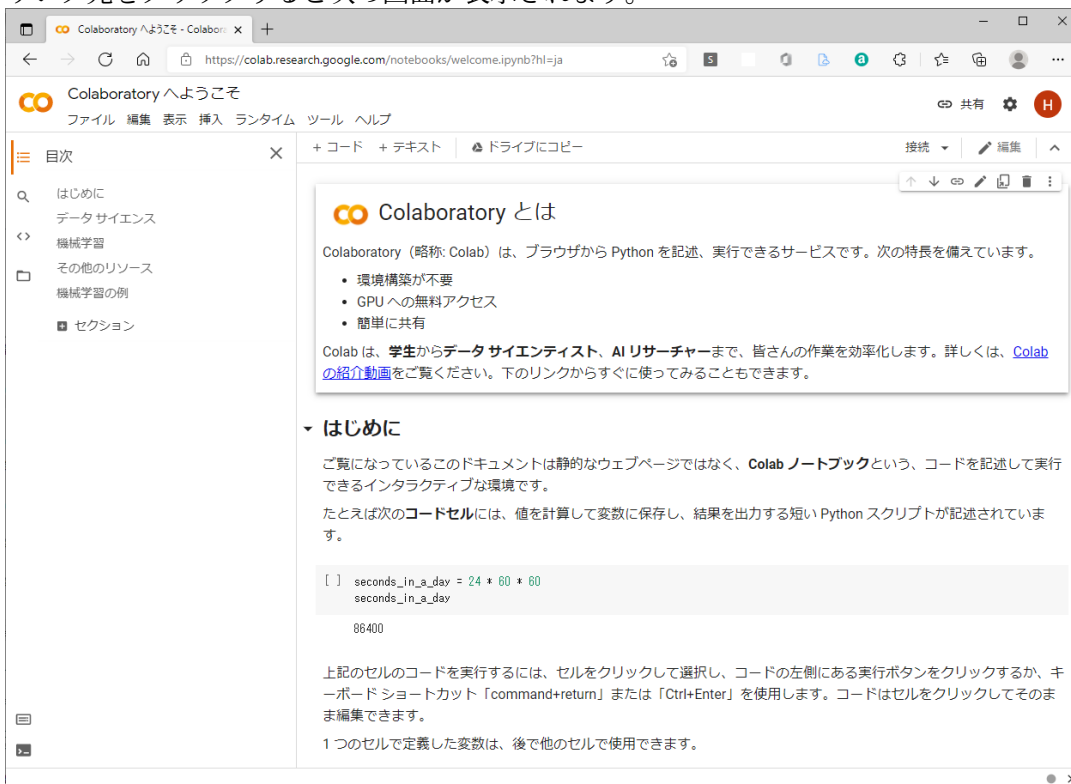 Colaboratory へようこそ - Colabora
https://colab.research.google.com/notebooks/welcome.ipynb?hl=ja
Colaboratory へようこそ
共有
H
ファイル 編集 表示 挿入 ランタイム ツール ヘルプ
目次
+ コード + テキスト ドライブにコピー 接続 編集
はじめに
データ サイエンス
機械学習
その他のリソース
機械学習の例
セクション
Colaboratory とは
Colaboratory（略称: Colab）は、ブラウザから Python を記述、実行できるサービスです。次の特長を備えています。
• 環境構築が不要
• GPU への無料アクセス
• 簡単に共有
Colab は、学生からデータ サイエンティスト、AI リサーチャーまで、皆さんの作業を効率化します。詳しくは、Colab
の紹介動画をご覧ください。下のリンクからすぐに使ってみることもできます。
はじめに
ご覧になっているこのドキュメントは静的なウェブページではなく、Colab ノートブックという、コードを記述して実行
できるインタラクティブな環境です。
たとえば次のコードセルには、値を計算して変数に保存し、結果を出力する短い Python スクリプトが記述されていま
す。
[ ] seconds_in_a_day = 24 * 60 * 60
seconds_in_a_day
86400
上記のセルのコードを実行するには、セルをクリックして選択し、コードの左側にある実行ボタンをクリックするか、キ
ーボード ショートカット「command+return」または「Ctrl+Enter」を使用します。コードはセルをクリックしてそのま
ま編集できます。
1 つのセルで定義した変数は、後で他のセルで使用できます。